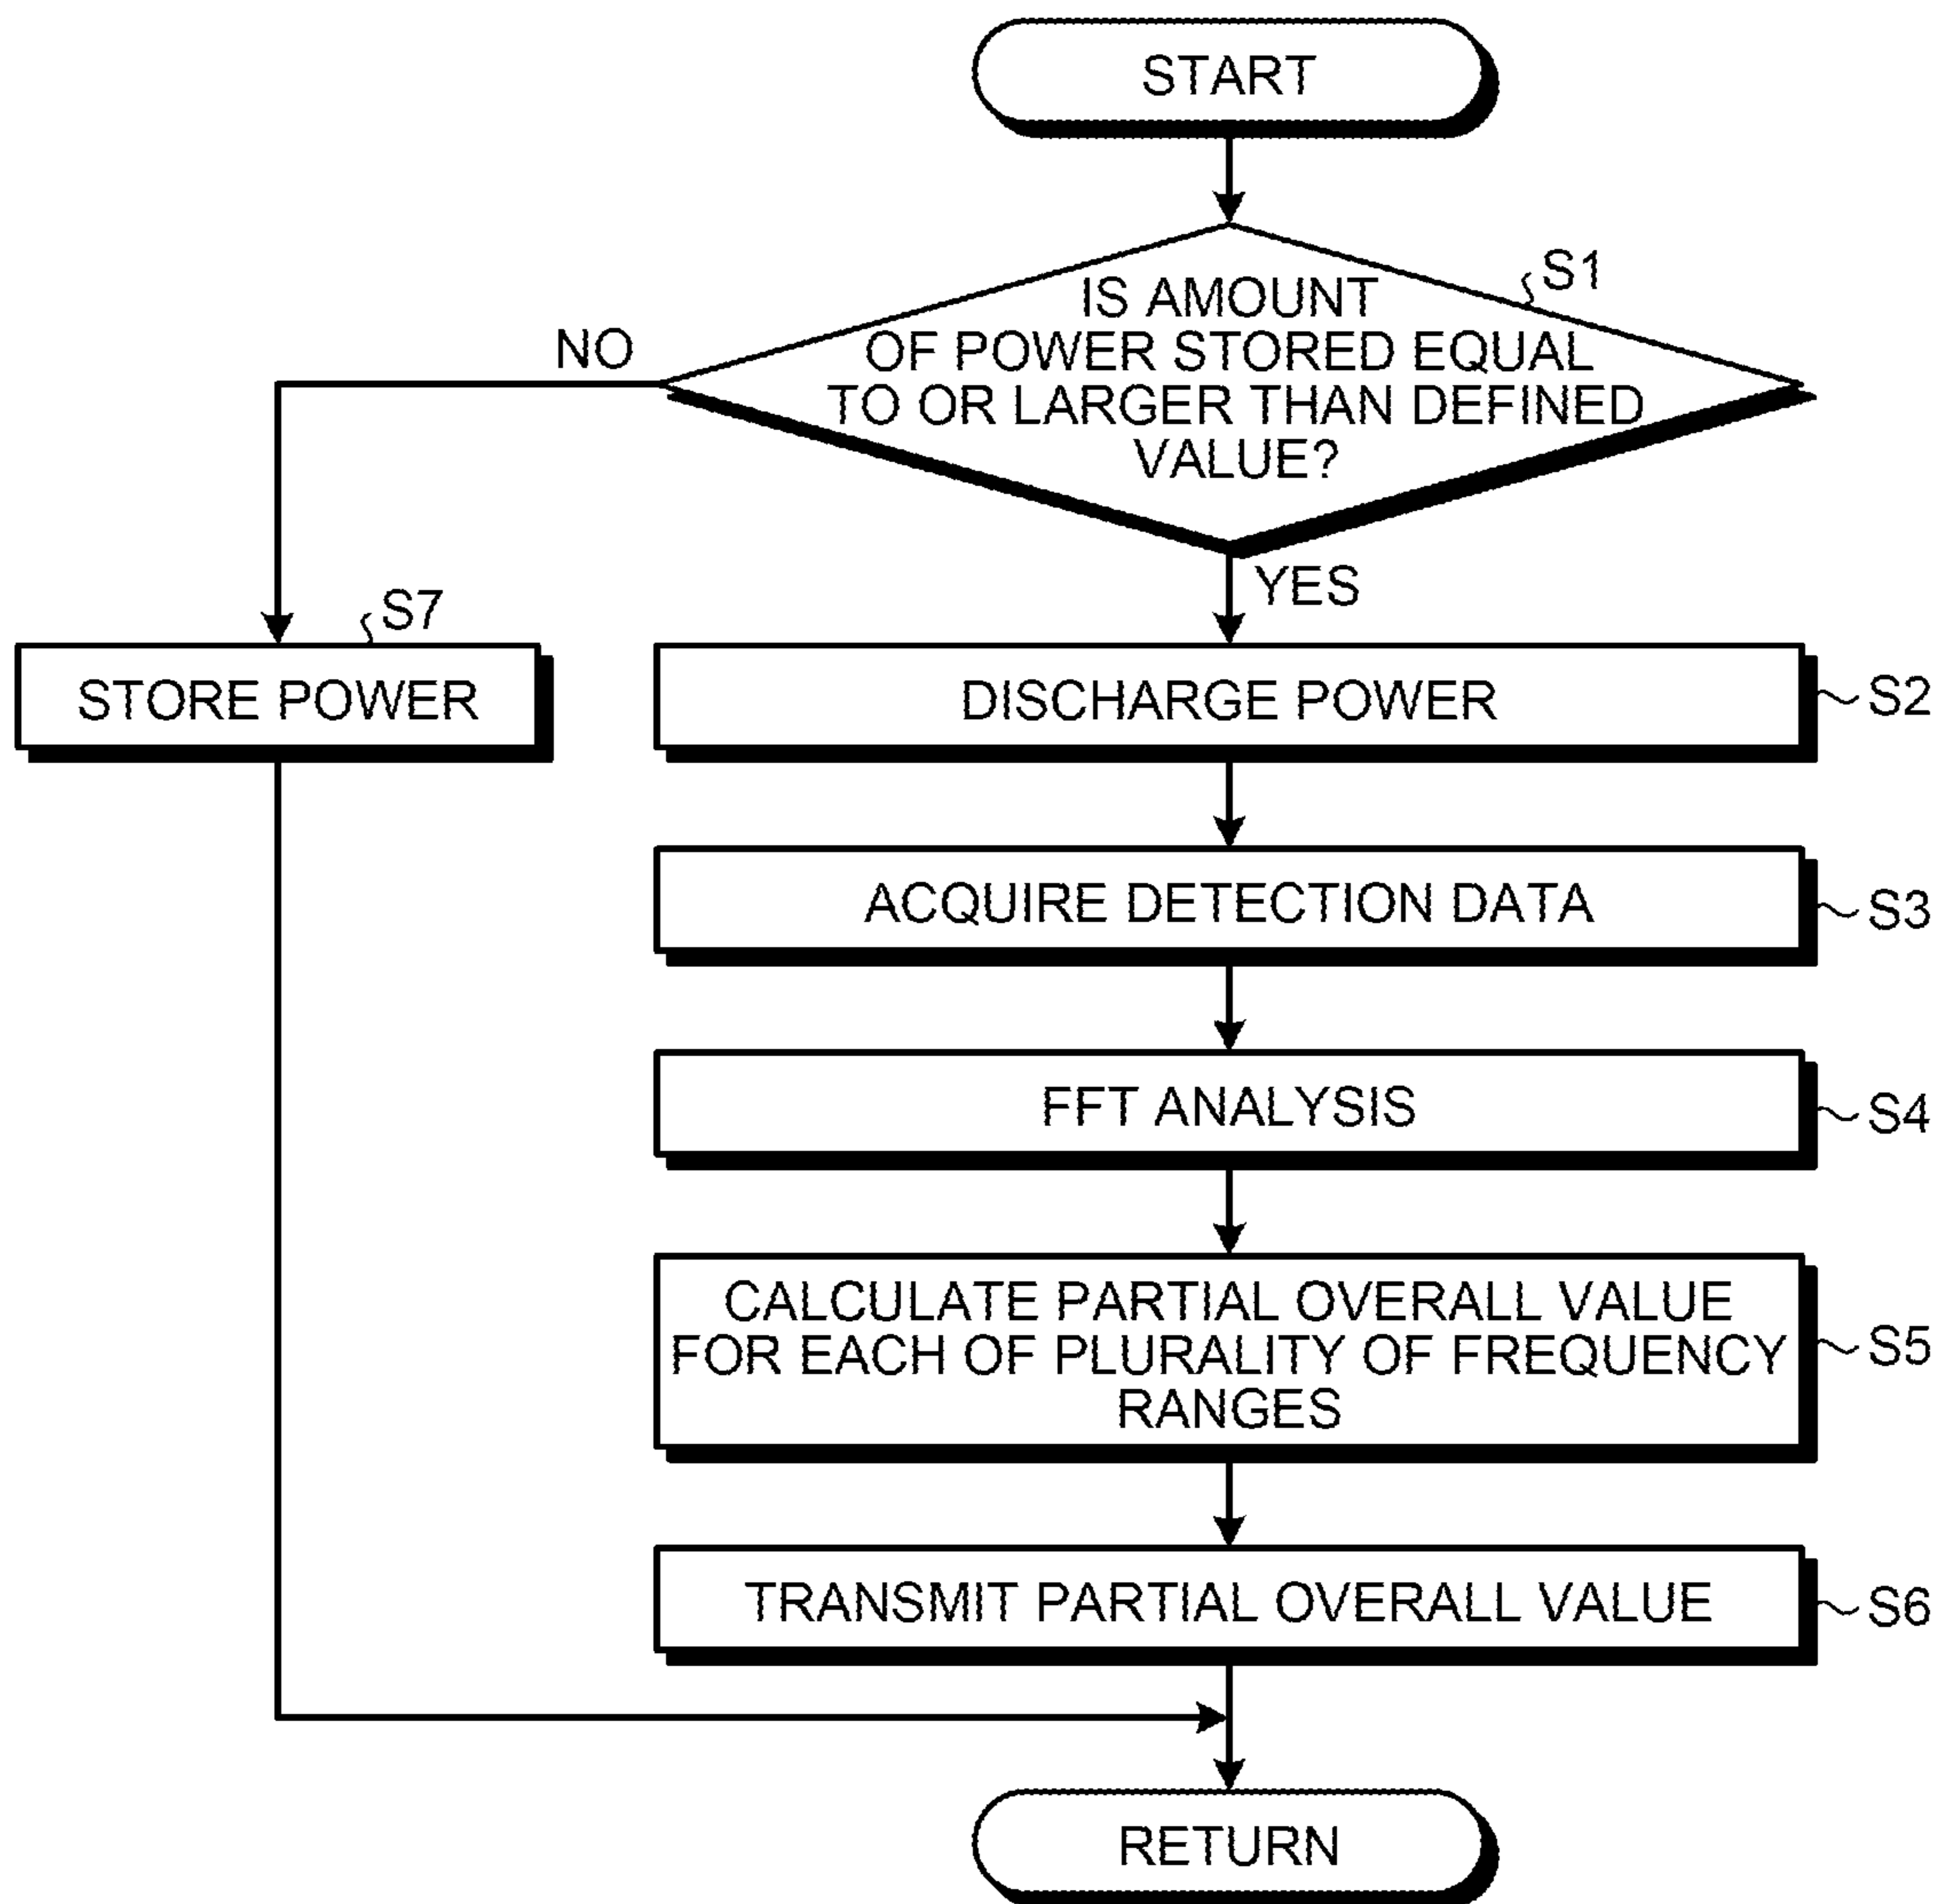 START
S1
IS AMOUNT
OF POWER STORED EQUAL
TO OR LARGER THAN DEFINED
VALUE?
NO
YES
S7
STORE POWER
DISCHARGE POWER
S2
ACQUIRE DETECTION DATA
S3
FFT ANALYSIS
S4
CALCULATE PARTIAL OVERALL VALUE
FOR EACH OF PLURALITY OF FREQUENCY
RANGES
S5
TRANSMIT PARTIAL OVERALL VALUE
S6
RETURN